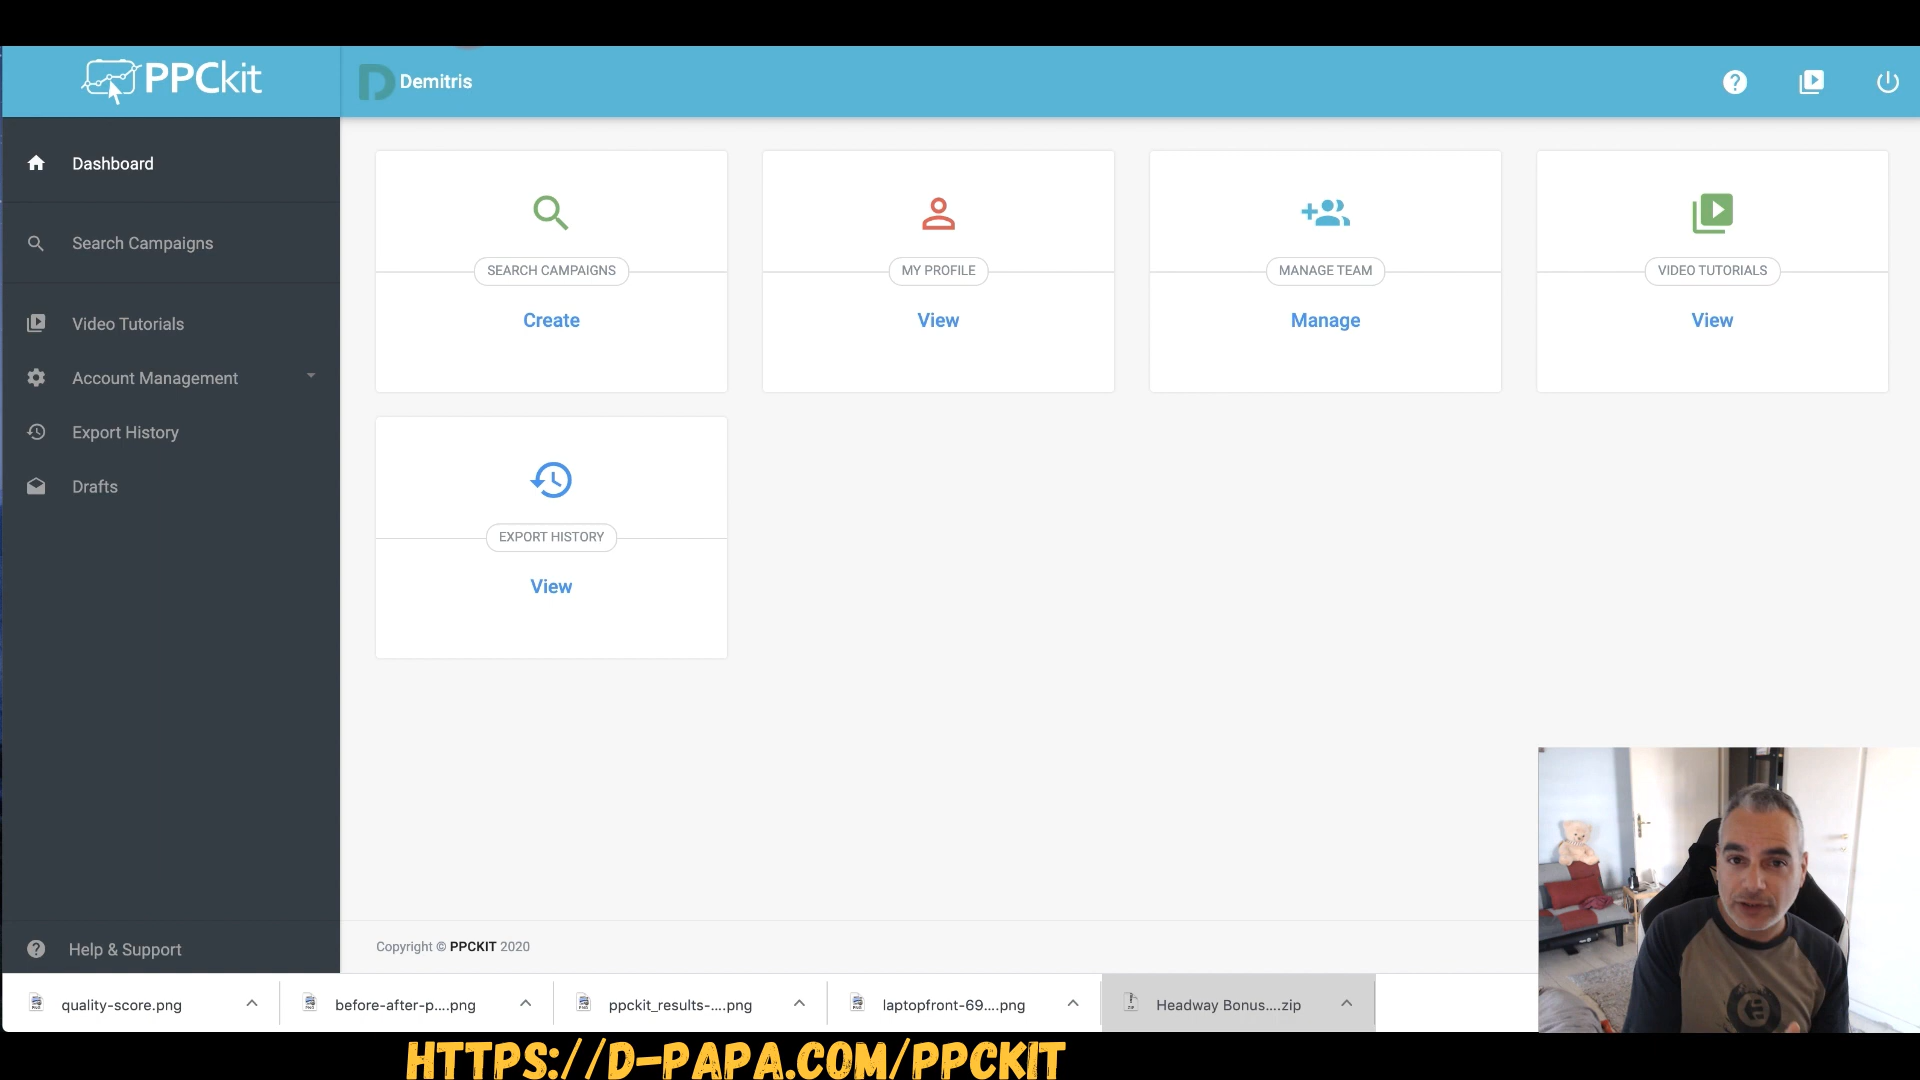 PPCkit
Demitris
Dashboard
Search Campaigns
Video Tutorials
Account Management
Export History
Drafts
Help & Support
SEARCH CAMPAIGNS
Create
MY PROFILE
View
MANAGE TEAM
Manage
VIDEO TUTORIALS
View
EXPORT HISTORY
View
Copyright © PPCKIT 2020
quality-score.png
before-after-p....png
ppckit_results-....png
laptopfront-69....png
Headway Bonus....zip
HTTPS://D-PAPA.COM/PPCKIT